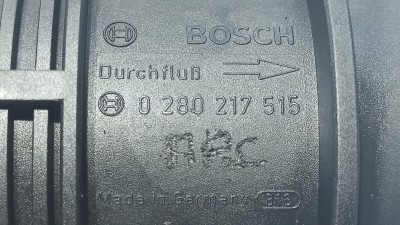 BOSCH
Durchfluß
0 280 217 515
Made in Germany